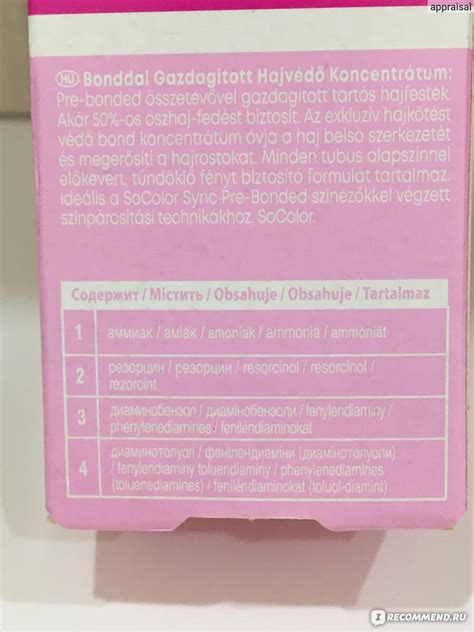 appraisal
HU Bonddal Gazdagított Hajvédő Koncentrátum:
Pre-bonded összetevővel gazdagított tartós hajfesték.
Akár 50%-os őszhaj-fedést biztosít. Az exkluzív hajkötést
védő bond koncentrátum óvja a haj belső szerkezetét
és megerősíti a hajrostokat. Minden tubus alapszínnel
előkevert, tündöklő fényt biztosító formulát tartalmaz.
Ideális a SoColor Sync Pre-Bonded színezőkkel végzett
színpárosítási technikákhoz. SoColor.
Содержит / Містить / Obsahuje / Obsahuje / Tartalmaz
1 аммиак / аміак / amoniak / ammonia / ammóniát
2 резорцин / резорцин / resorcinol / resorcinol /
rezorcint
3 диаминобензол / діамінобензоли / fenylendiaminy /
phenylenediamines / feniléndiaminokat
4 диаминотолуол / фенілендіаміни (діамінотолуоли)
/ fenylendiaminy toluendiaminy / phenylenediamines
(toluenediamines) / feniléndiaminokat (toluol-diamint)
IRECOMMEND.RU